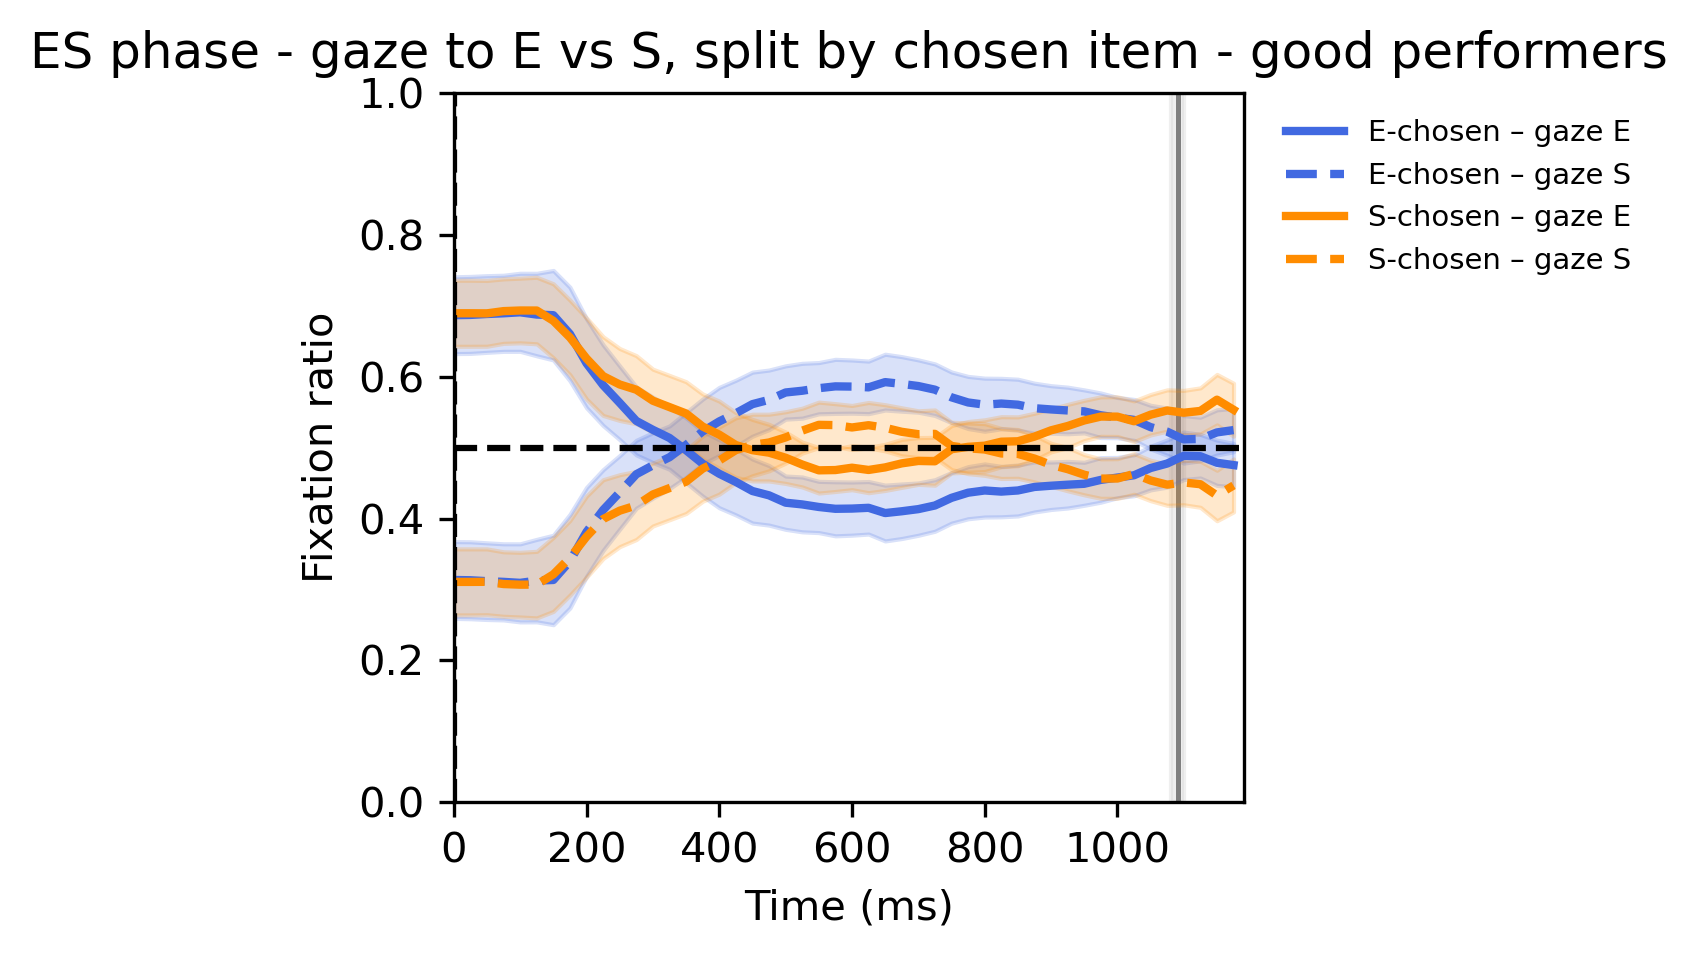 ES phase - gaze to E vs S, split by chosen item - good performers
1.0
0.8
0.6
0.4
0.2
0.0
Fixation ratio
0 200 400 600 800 1000
Time (ms)
E-chosen – gaze E
E-chosen – gaze S
S-chosen – gaze E
S-chosen – gaze S